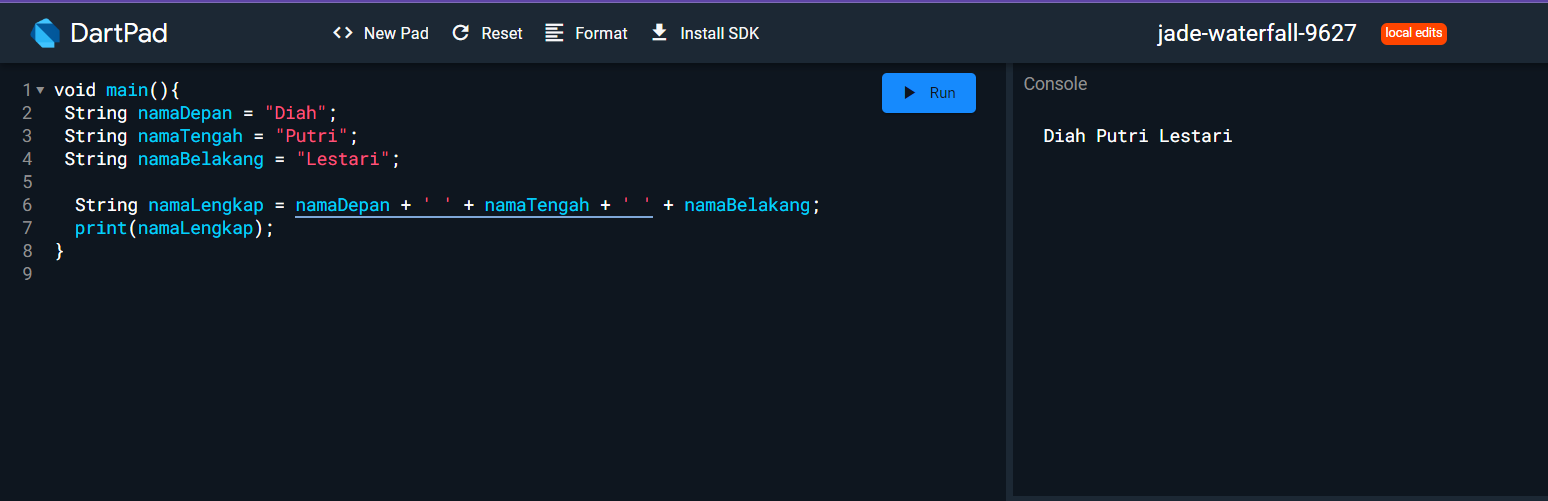 DartPad
<> New Pad
Reset
Format
Install SDK
jade-waterfall-9627
local edits
1 void main(){
2 String namaDepan = "Diah";
3 String namaTengah = "Putri";
4 String namaBelakang = "Lestari";
5
6 String namaLengkap = namaDepan + ' ' + namaTengah + ' ' + namaBelakang;
7 print(namaLengkap);
8 }
9
Run
Console
Diah Putri Lestari